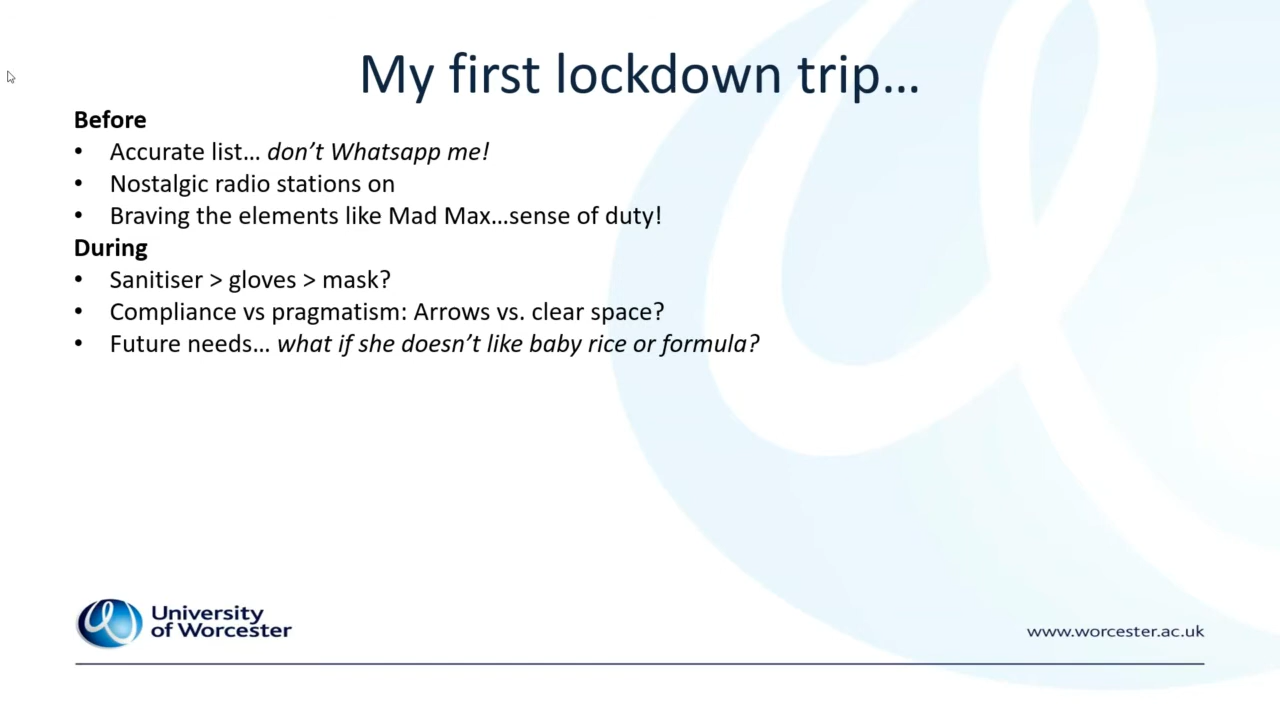 My first lockdown trip…
Before
• Accurate list… don’t Whatsapp me!
• Nostalgic radio stations on
• Braving the elements like Mad Max…sense of duty!
During
• Sanitiser > gloves > mask?
• Compliance vs pragmatism: Arrows vs. clear space?
• Future needs… what if she doesn’t like baby rice or formula?
University
of Worcester
www.worcester.ac.uk